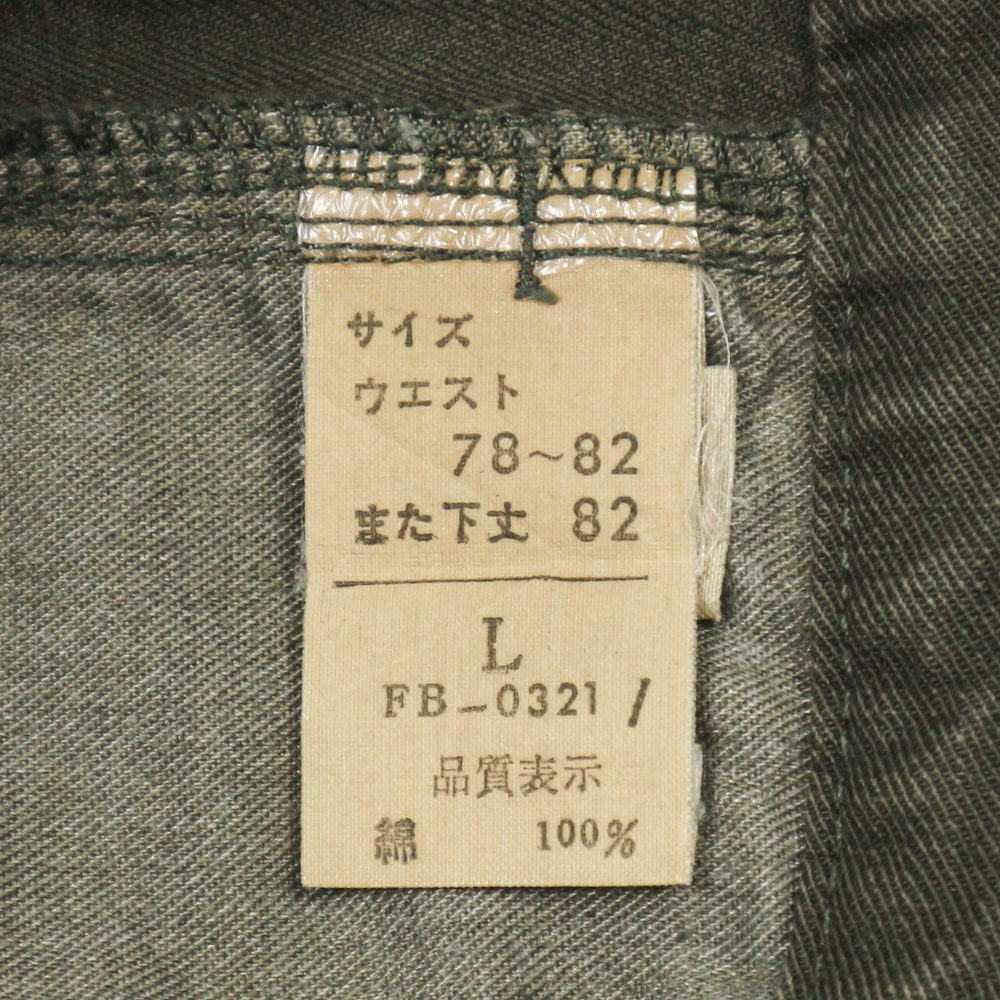 サイズ
ウエスト
78~82
また下丈 82
L
FB-0321 /
品質表示
綿 100%